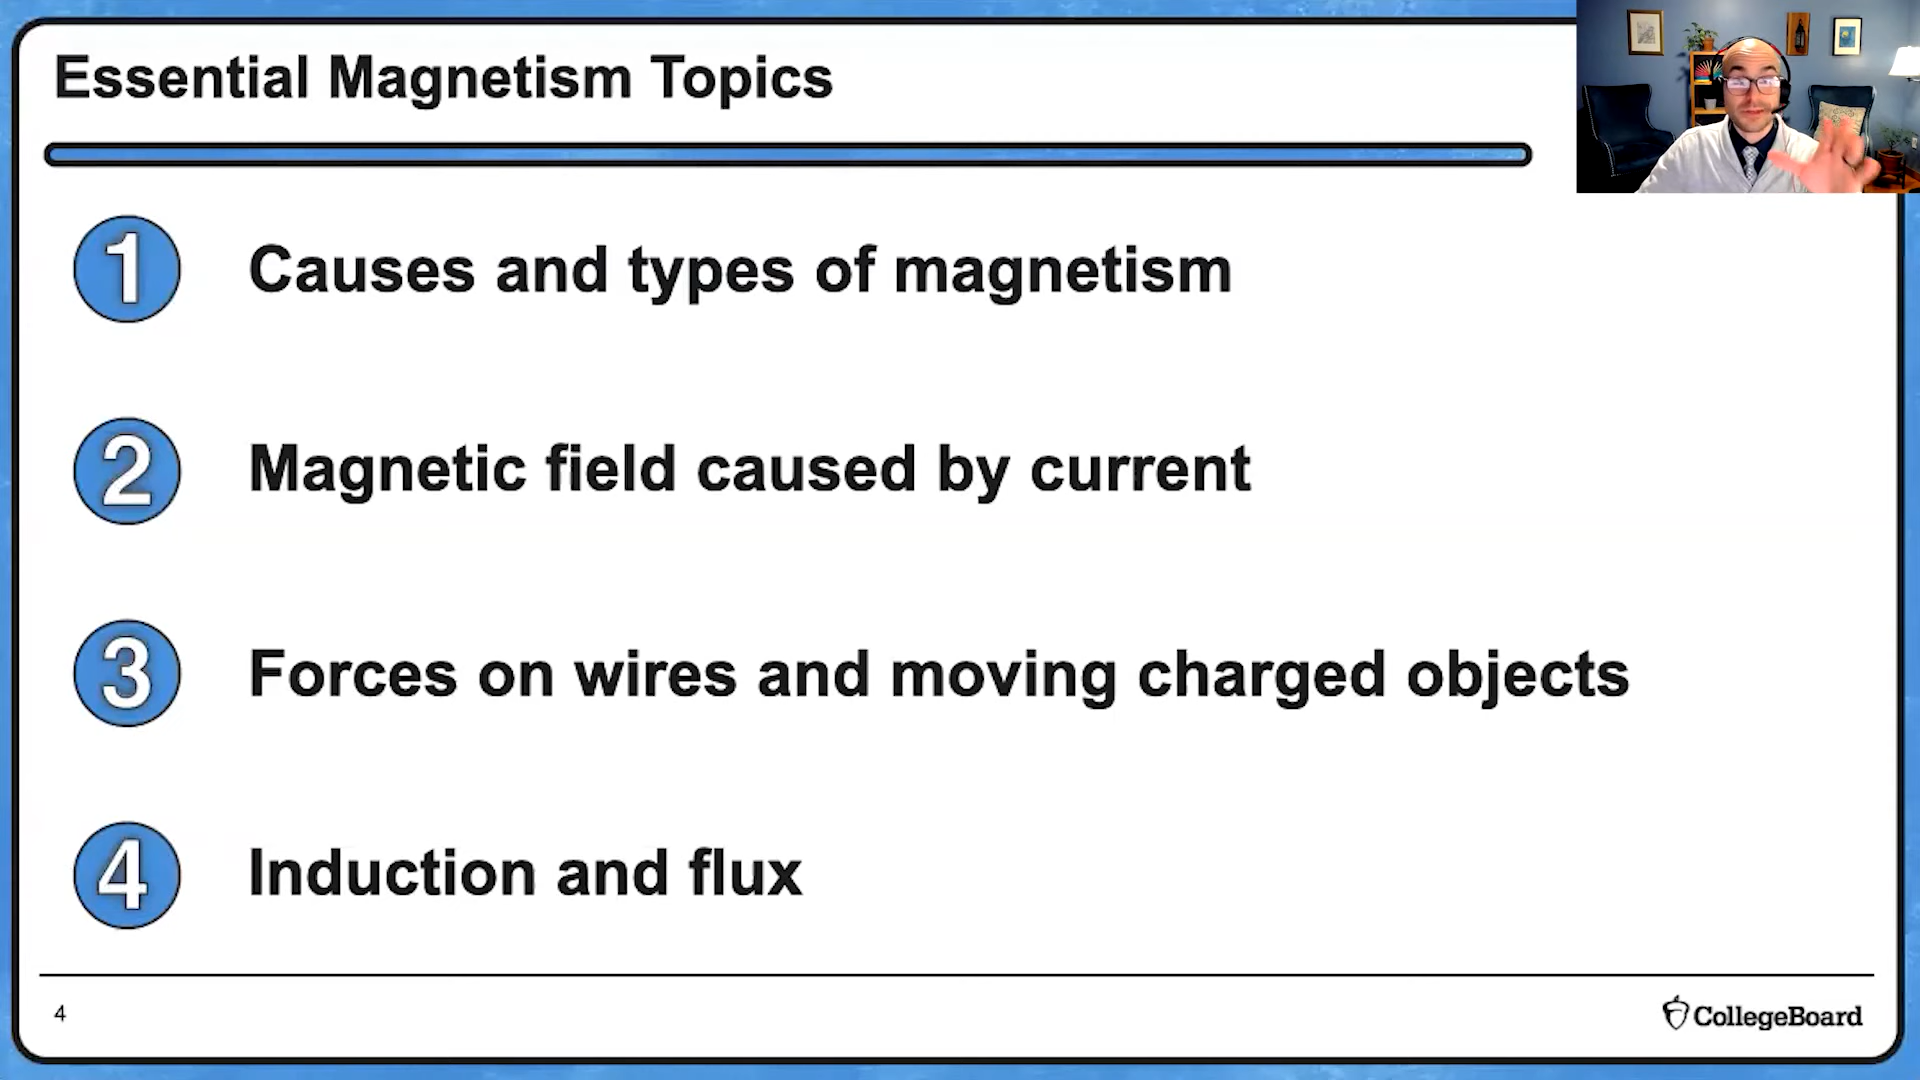 Essential Magnetism Topics
1 Causes and types of magnetism
2 Magnetic field caused by current
3 Forces on wires and moving charged objects
4 Induction and flux
4
CollegeBoard